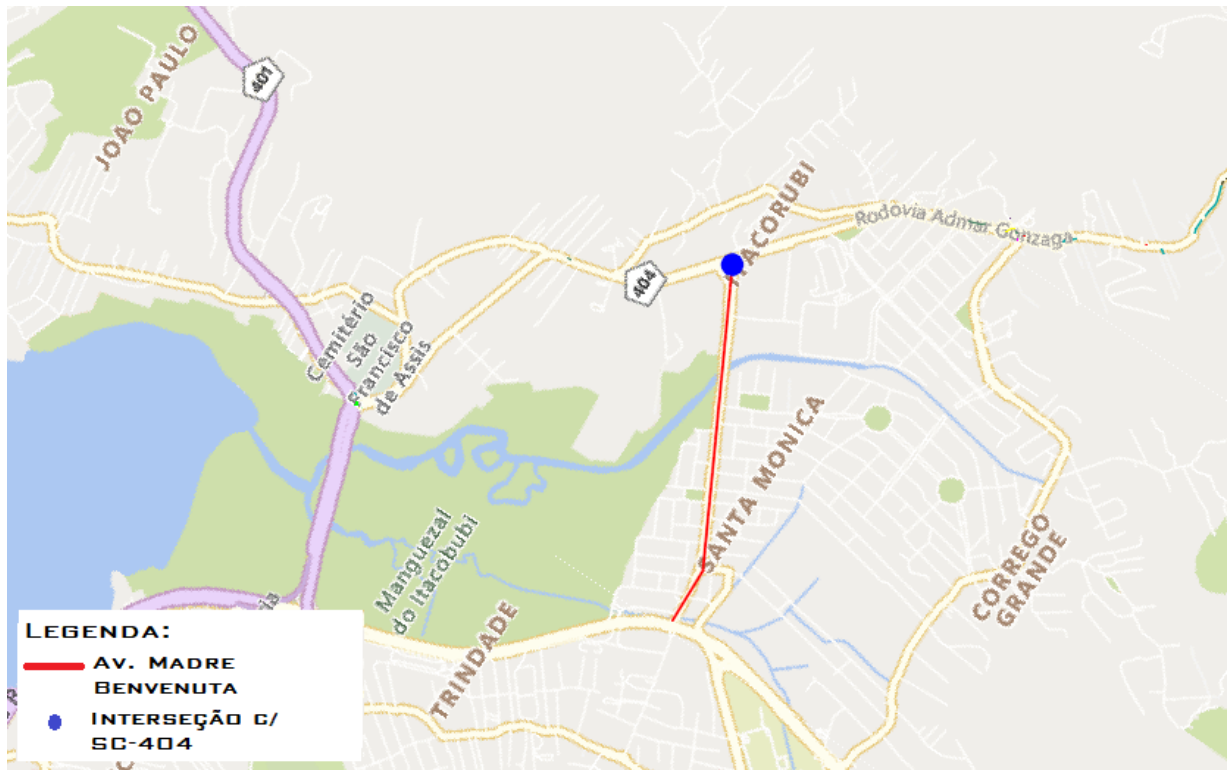 401
JOAO PAULO
ITACORUBI
Rodovia Admar Gonzaga
404
Cemitério
São
Francisco
de Assis
SANTA MONICA
Manguezal
do Itacobubi
CORREGO
GRANDE
TRINDADE
LEGENDA:
AV. MADRE
BENVENUTA
INTERSEÇÃO C/
SC-404